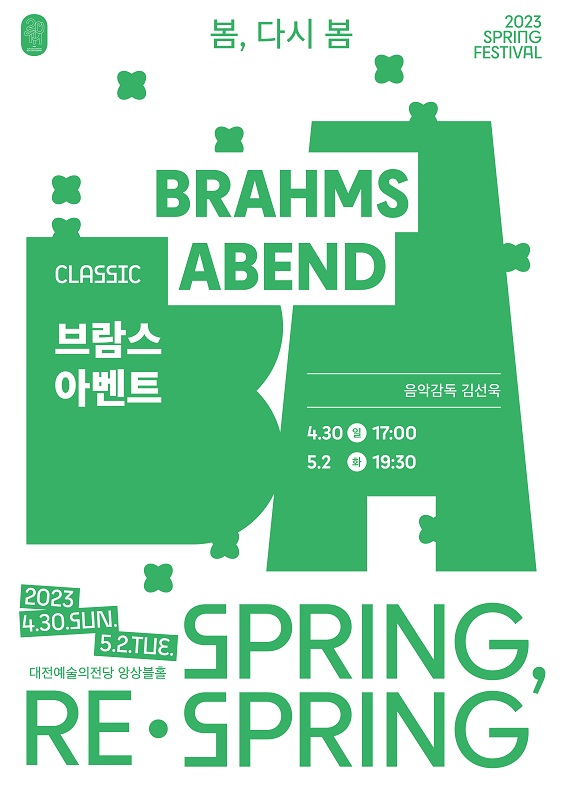 봄, 다시 봄
2023
SPRING
FESTIVAL
BRAHMS
ABEND
CLASSIC
브람스
아벤트
음악감독 김선욱
4.30 일 17:00
5.2 화 19:30
2023
4.30.SUN.
5.2.TUE.
대전예술의전당 앙상블홀
SPRING,
RE·SPRING